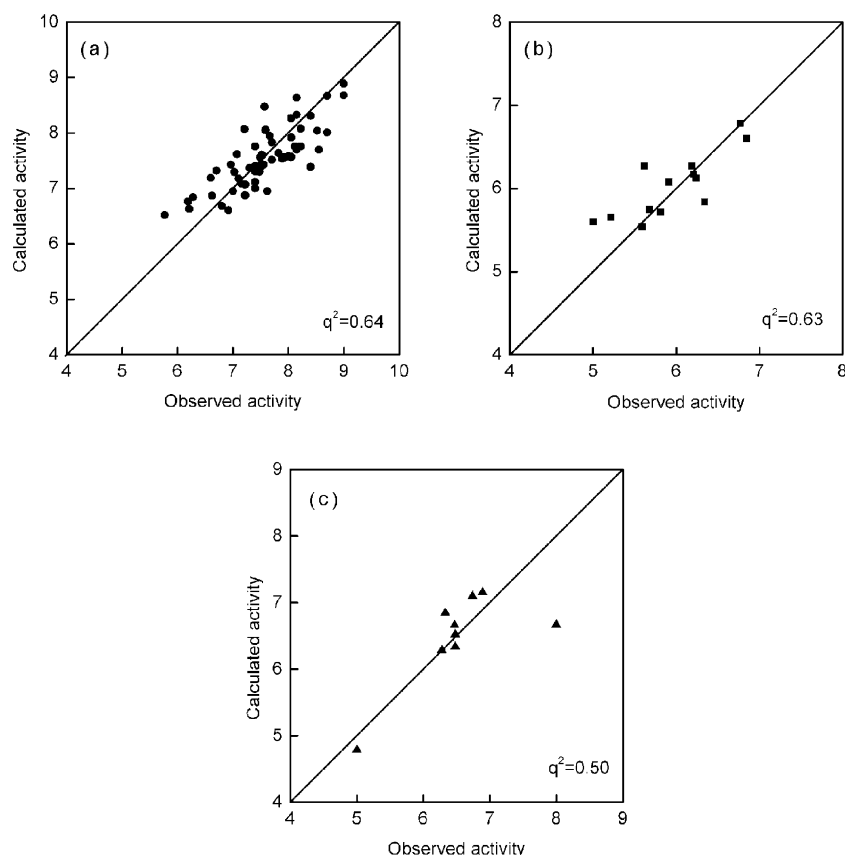 (a)
10
9
8
7
6
5
4
Calculated activity
4 5 6 7 8 9 10
Observed activity
q²=0.64
(b)
8
7
6
5
4
Calculated activity
4 5 6 7 8
Observed activity
q²=0.63
(c)
9
8
7
6
5
4
Calculated activity
4 5 6 7 8 9
Observed activity
q²=0.50